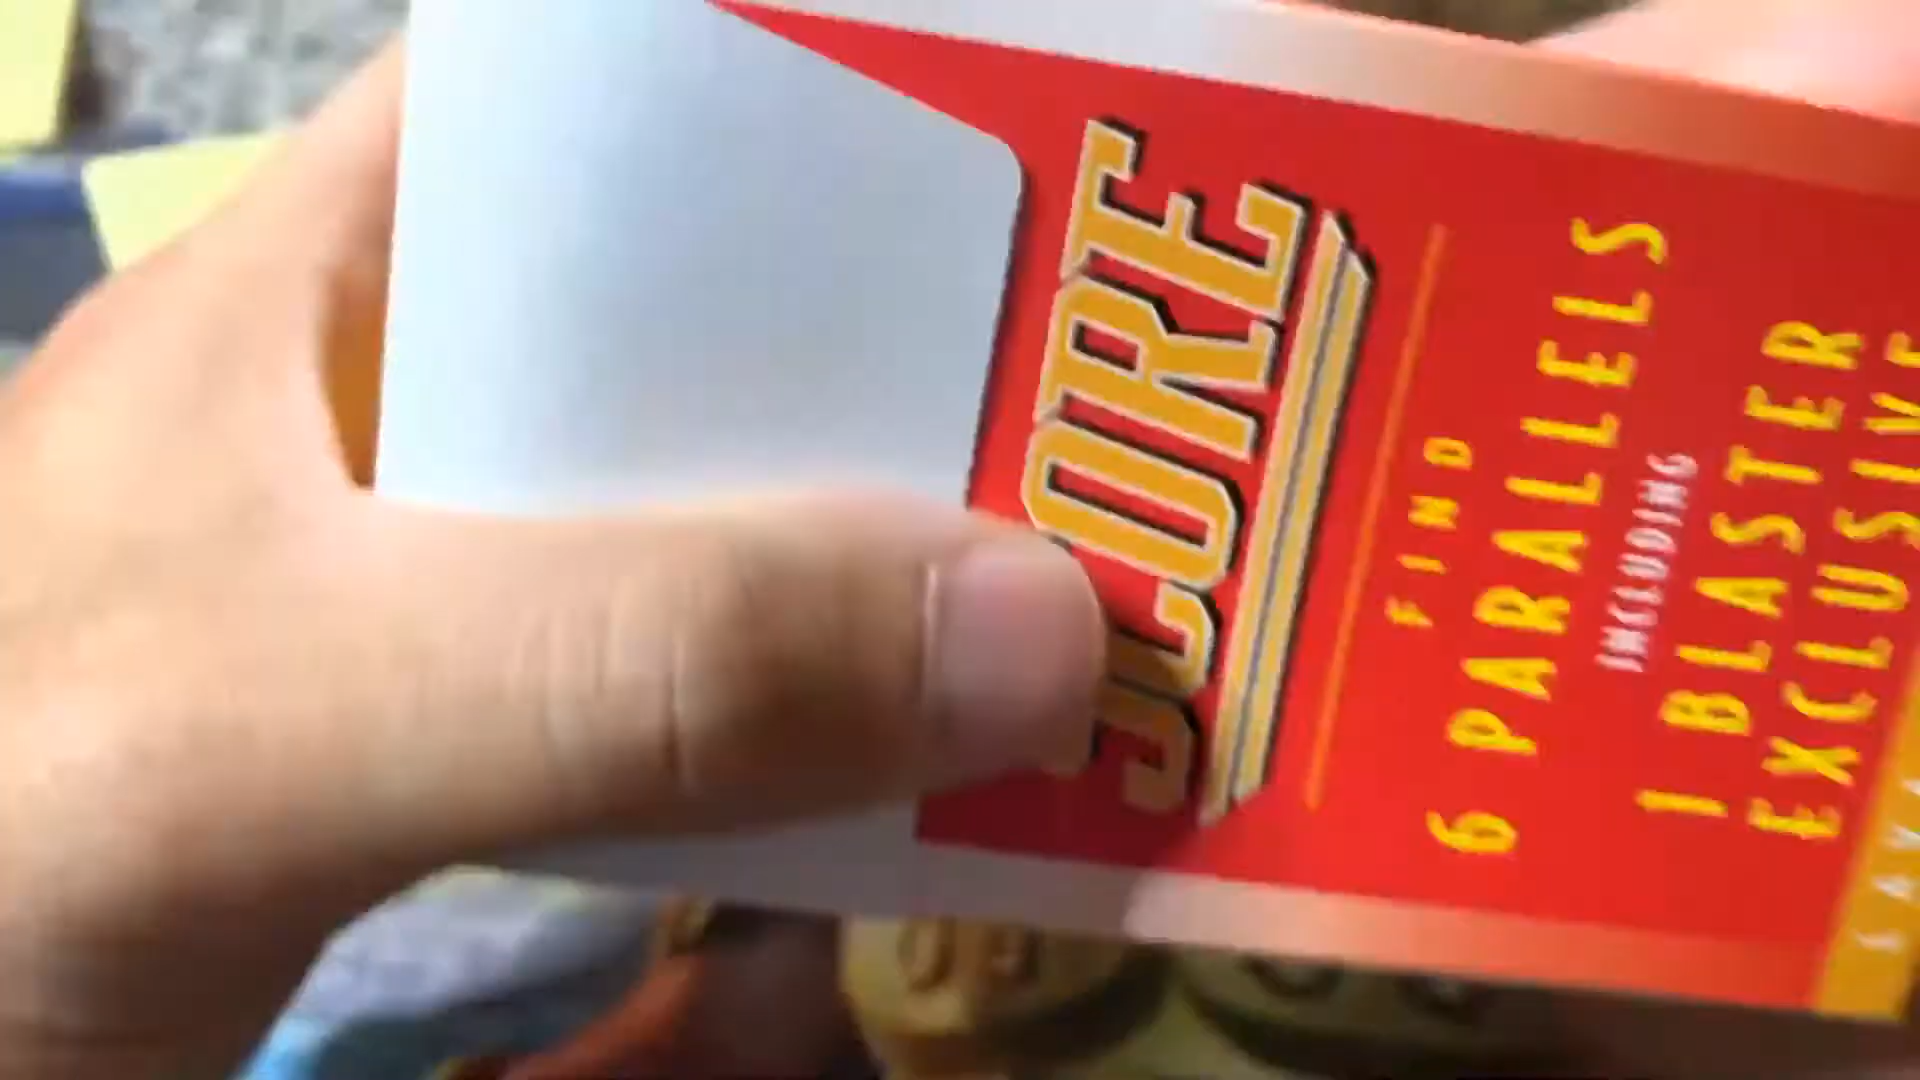 SCORE
FIND
6 PARALLELS
INCLUDING
1 BLASTER
EXCLUSIVE